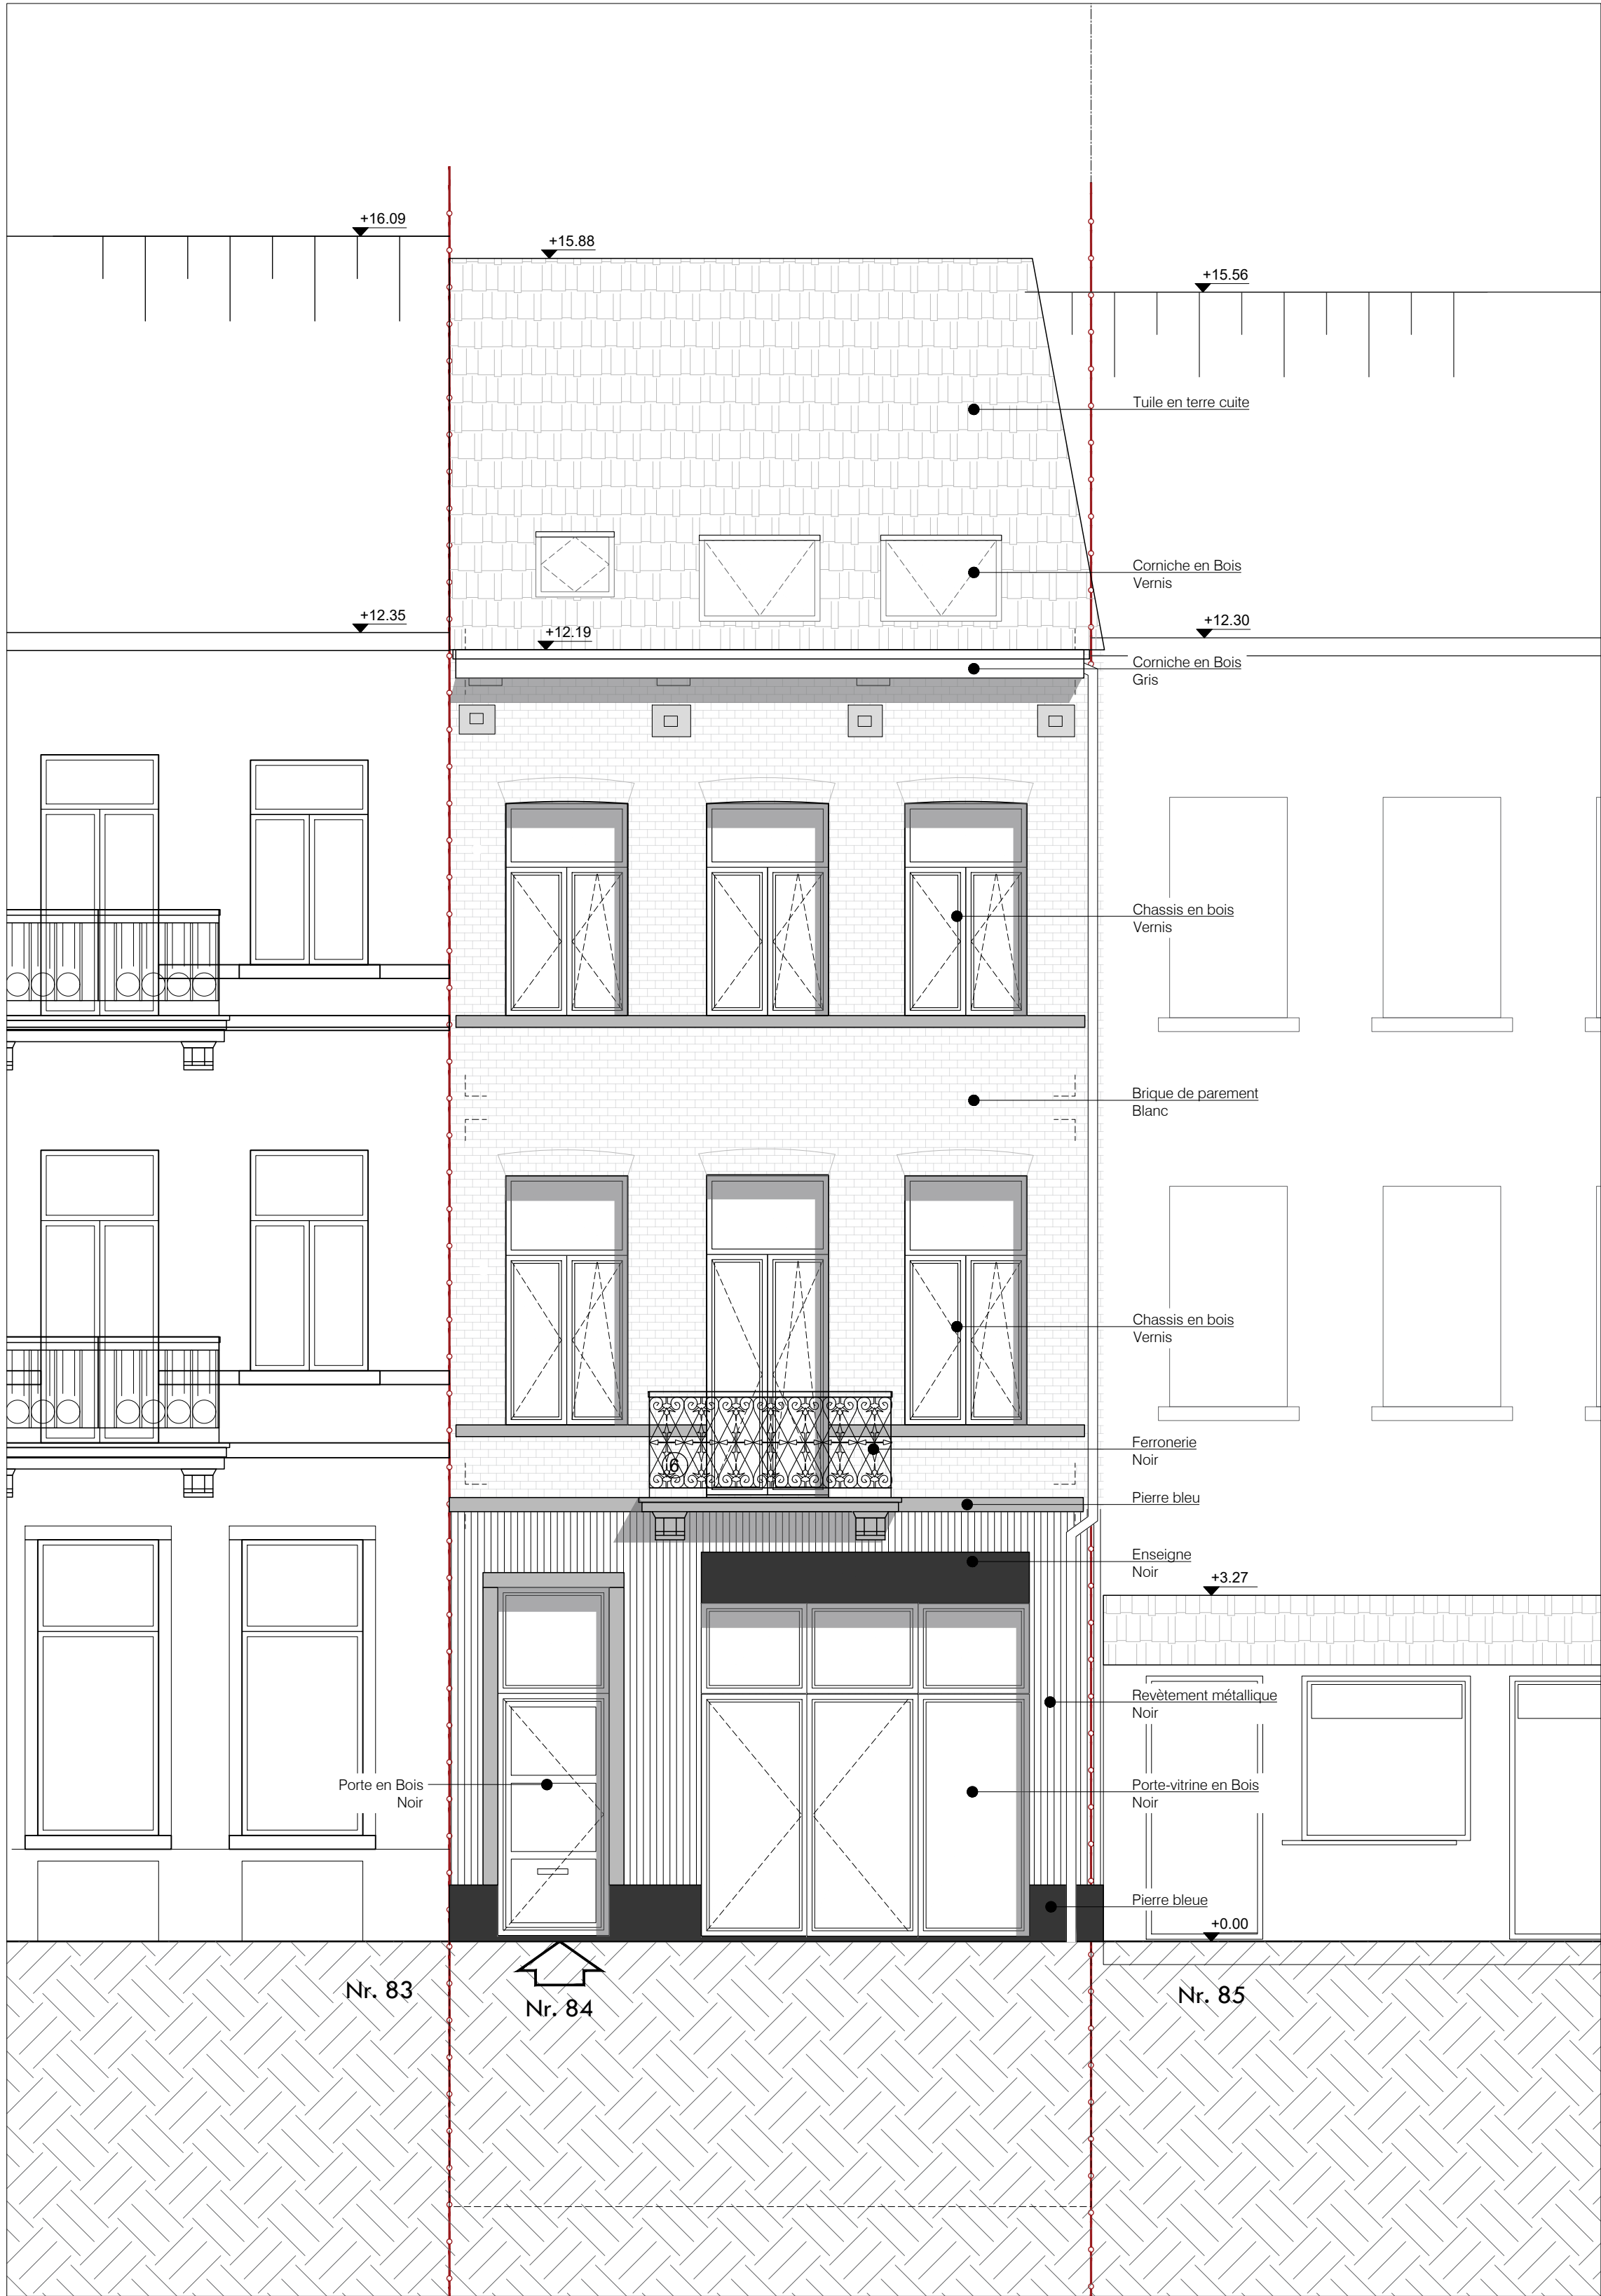 +16.09
+15.88
+15.56
Tuile en terre cuite
Corniche en Bois
Vernis
+12.35
+12.19
+12.30
Corniche en Bois
Gris
Chassis en bois
Vernis
Brique de parement
Blanc
Chassis en bois
Vernis
Ferronerie
Noir
6
Pierre bleu
Enseigne
Noir
+3.27
Revètement métallique
Noir
Porte en Bois
Noir
Porte-vitrine en Bois
Noir
Pierre bleue
+0.00
Nr. 83
Nr. 84
Nr. 85